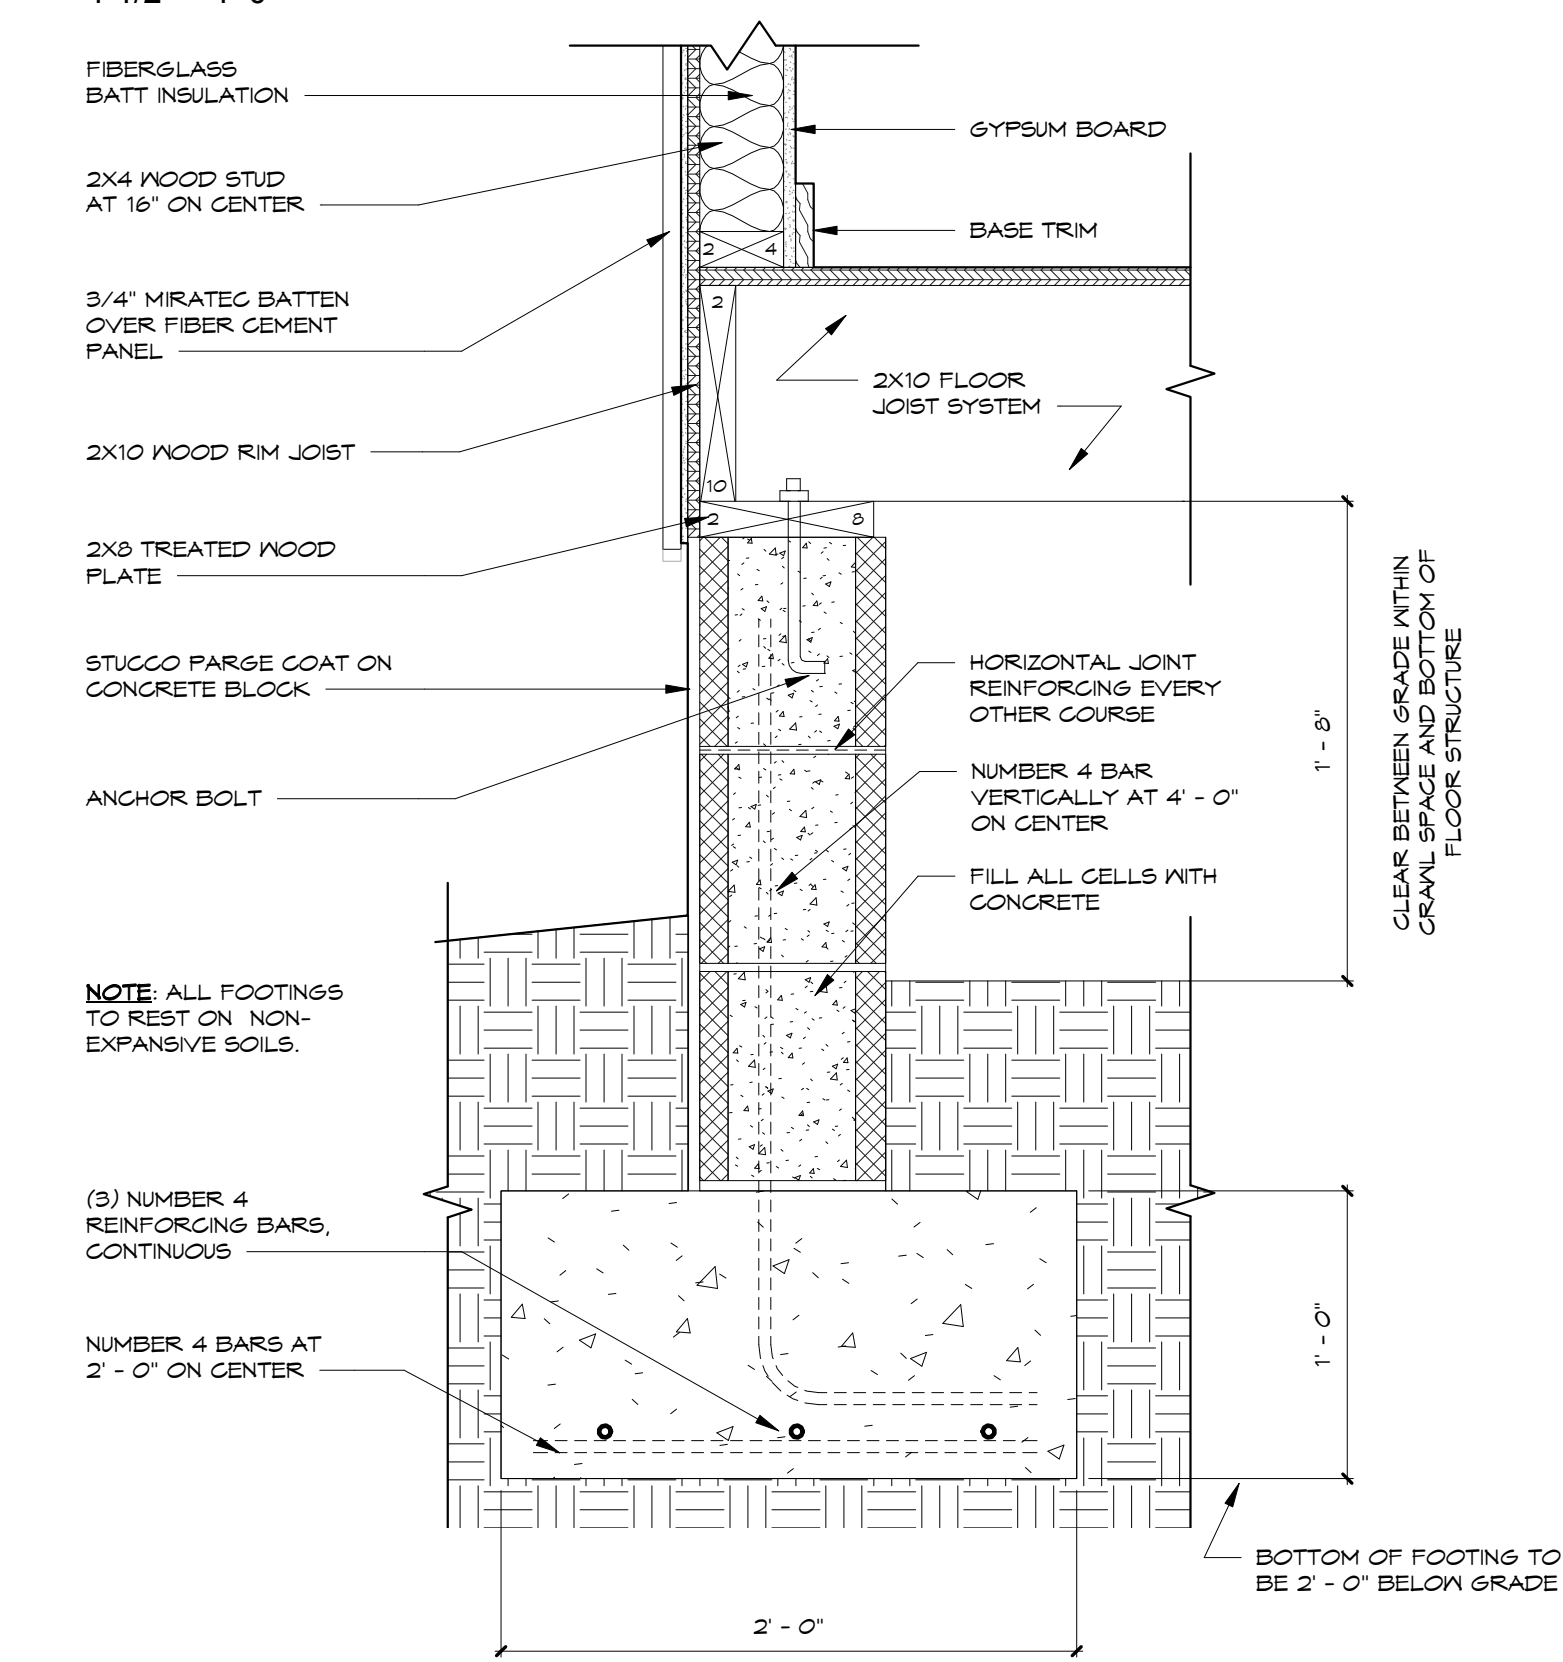 FIBERGLASS
BATT INSULATION
2X4 WOOD STUD
AT 16" ON CENTER
3/4" MIRATEC BATTEN
OVER FIBER CEMENT
PANEL
2X10 WOOD RIM JOIST
2X8 TREATED WOOD
PLATE
STUCCO PARGE COAT ON
CONCRETE BLOCK
ANCHOR BOLT
NOTE: ALL FOOTINGS
TO REST ON NON-
EXPANSIVE SOILS.
(3) NUMBER 4
REINFORCING BARS,
CONTINUOUS
NUMBER 4 BARS AT
2' - 0" ON CENTER
2 4
2
10
2 8
GYPSUM BOARD
BASE TRIM
2X10 FLOOR
JOIST SYSTEM
HORIZONTAL JOINT
REINFORCING EVERY
OTHER COURSE
NUMBER 4 BAR
VERTICALLY AT 4' - 0"
ON CENTER
FILL ALL CELLS WITH
CONCRETE
1' - 8"
CLEAR BETWEEN GRADE WITHIN
CRAWL SPACE AND BOTTOM OF
FLOOR STRUCTURE
1' - 0"
BOTTOM OF FOOTING TO
BE 2' - 0" BELOW GRADE
2' - 0"